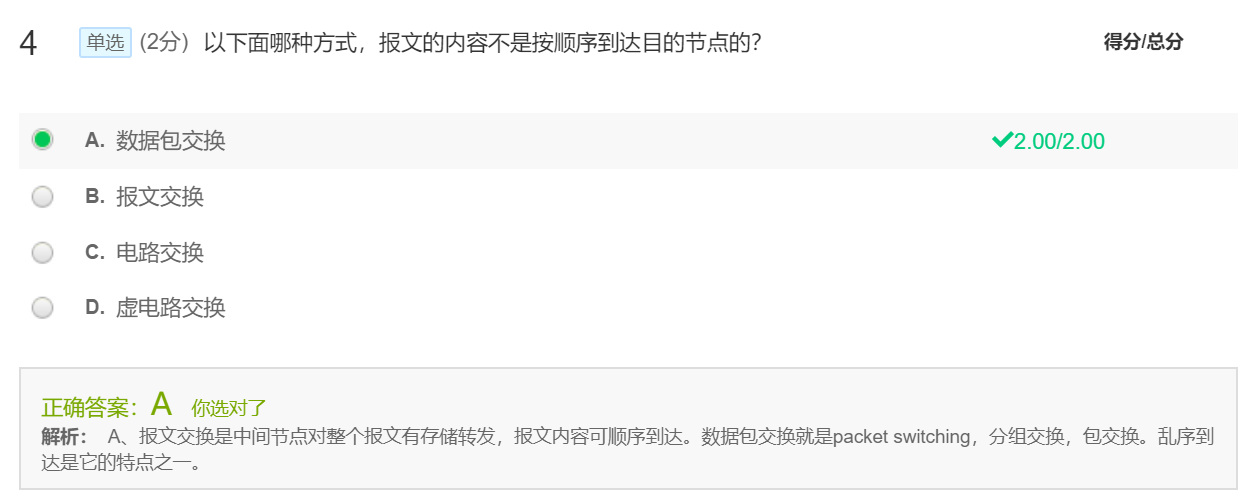 4 单选 (2分) 以下面哪种方式，报文的内容不是按顺序到达目的节点的？ 得分/总分
A. 数据包交换 2.00/2.00
B. 报文交换
C. 电路交换
D. 虚电路交换
正确答案：A 你选对了
解析： A、报文交换是中间节点对整个报文有存储转发，报文内容可顺序到达。数据包交换就是packet switching，分组交换，包交换。乱序到
达是它的特点之一。